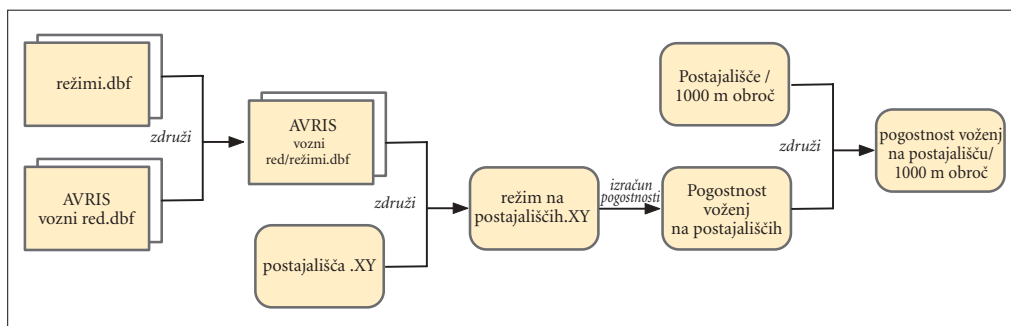 režimi.dbf
AVRIS
vozni red.dbf
združi
AVRIS
vozni
red/režimi.dbf
postajališča .XY
združi
režim na
postajališčih.XY
izračun
pogostnosti
Postajališče /
1000 m obroč
Pogostnost
voženj
na postajališčih
združi
pogostnost voženj
na postajališču/
1000 m obroč